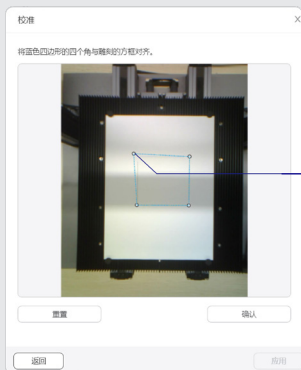 校准
X
将蓝色四边形的四个角与雕刻的方框对齐。
重置
确认
返回
应用